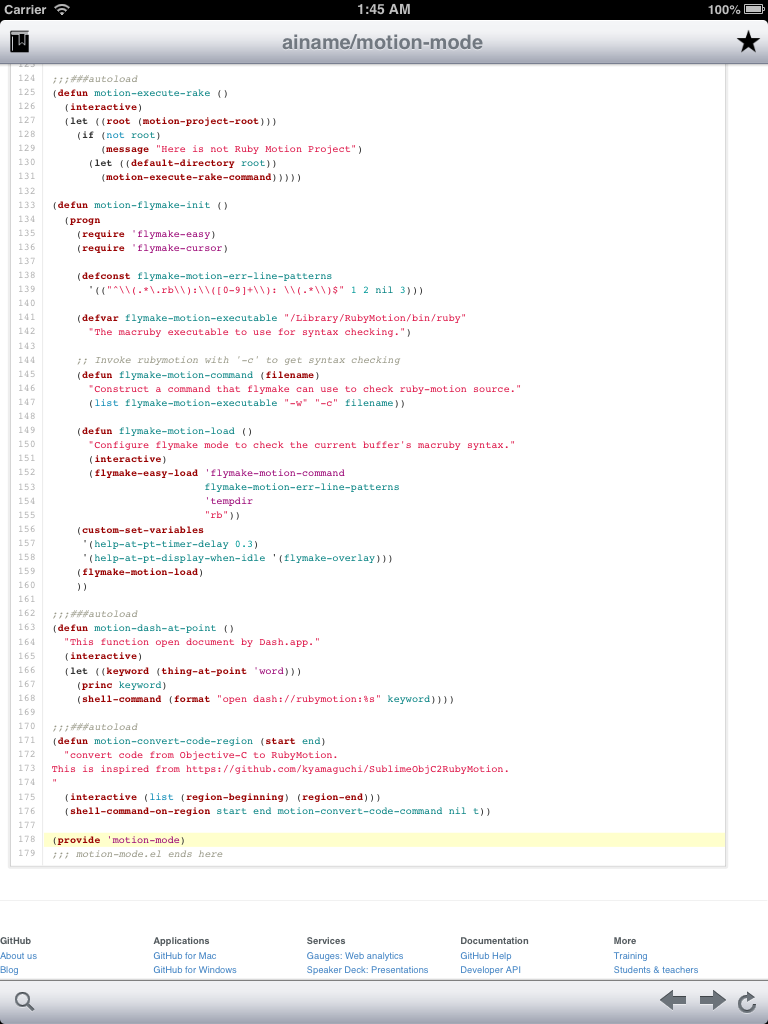 Carrier 1:45 AM 100%
ainame/motion-mode
123
124 ;;;###autoload
125 (defun motion-execute-rake ()
126   (interactive)
127   (let ((root (motion-project-root)))
128     (if (not root)
129         (message "Here is not Ruby Motion Project")
130       (let ((default-directory root))
131         (motion-execute-rake-command)))))
132
133 (defun motion-flymake-init ()
134   (progn
135     (require 'flymake-easy)
136     (require 'flymake-cursor)
137
138     (defconst flymake-motion-err-line-patterns
139       '(("^\\(.*\.rb\\):\\([0-9]+\\): \\(.*\\)$" 1 2 nil 3)))
140
141     (defvar flymake-motion-executable "/Library/RubyMotion/bin/ruby"
142       "The macruby executable to use for syntax checking.")
143
144     ;; Invoke rubymotion with '-c' to get syntax checking
145     (defun flymake-motion-command (filename)
146       "Construct a command that flymake can use to check ruby-motion source."
147       (list flymake-motion-executable "-w" "-c" filename))
148
149     (defun flymake-motion-load ()
150       "Configure flymake mode to check the current buffer's macruby syntax."
151       (interactive)
152       (flymake-easy-load 'flymake-motion-command
153                          flymake-motion-err-line-patterns
154                          'tempdir
155                          "rb"))
156     (custom-set-variables
157      '(help-at-pt-timer-delay 0.3)
158      '(help-at-pt-display-when-idle '(flymake-overlay)))
159     (flymake-motion-load)
160     ))
161
162 ;;;###autoload
163 (defun motion-dash-at-point ()
164   "This function open document by Dash.app."
165   (interactive)
166   (let ((keyword (thing-at-point 'word)))
167     (princ keyword)
168     (shell-command (format "open dash://rubymotion:%s" keyword))))
169
170 ;;;###autoload
171 (defun motion-convert-code-region (start end)
172   "convert code from Objective-C to RubyMotion.
173 This is inspired from https://github.com/kyamaguchi/SublimeObjC2RubyMotion.
174 "
175   (interactive (list (region-beginning) (region-end)))
176   (shell-command-on-region start end motion-convert-code-command nil t))
177
178 (provide 'motion-mode)
179 ;;; motion-mode.el ends here
GitHub Applications Services Documentation More
About us GitHub for Mac Gauges: Web analytics GitHub Help Training
Blog GitHub for Windows Speaker Deck: Presentations Developer API Students & teachers